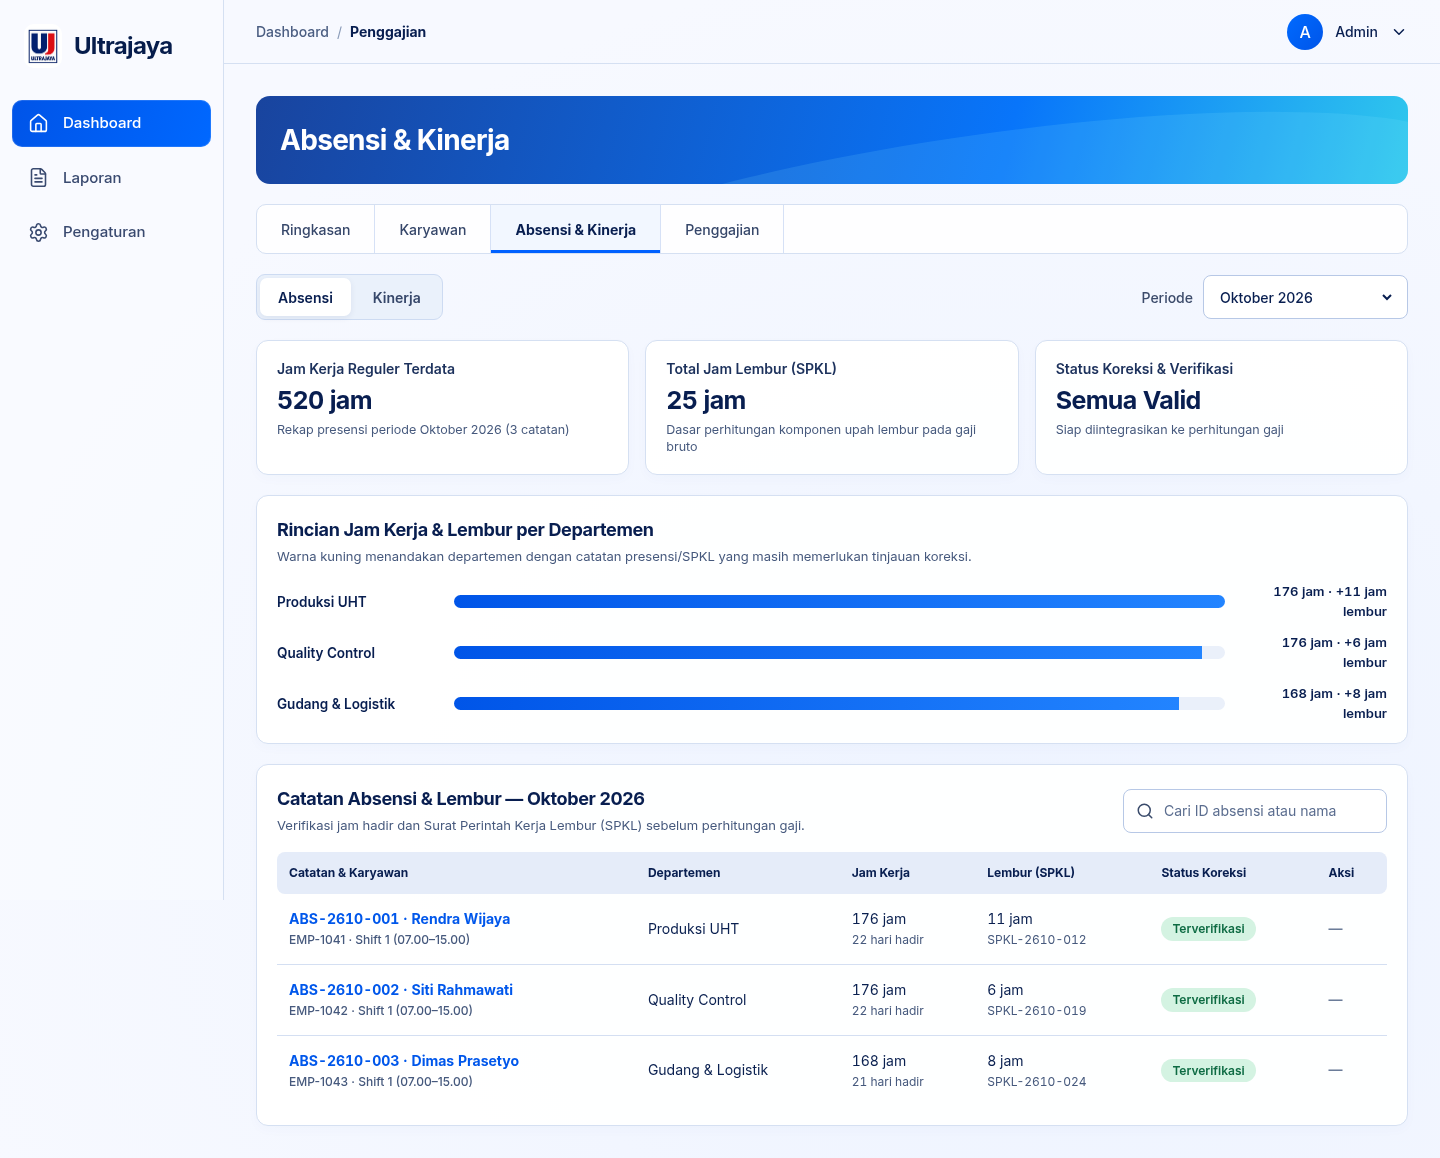 ULTRAJAYA
Ultrajaya
Dashboard
Laporan
Pengaturan
Dashboard / Penggajian
A Admin
Absensi & Kinerja
Ringkasan Karyawan Absensi & Kinerja Penggajian
Absensi Kinerja
Periode Oktober 2026
Jam Kerja Reguler Terdata
520 jam
Rekap presensi periode Oktober 2026 (3 catatan)
Total Jam Lembur (SPKL)
25 jam
Dasar perhitungan komponen upah lembur pada gaji
bruto
Status Koreksi & Verifikasi
Semua Valid
Siap diintegrasikan ke perhitungan gaji
Rincian Jam Kerja & Lembur per Departemen
Warna kuning menandakan departemen dengan catatan presensi/SPKL yang masih memerlukan tinjauan koreksi.
Produksi UHT
176 jam · +11 jam
lembur
Quality Control
176 jam · +6 jam
lembur
Gudang & Logistik
168 jam · +8 jam
lembur
Catatan Absensi & Lembur — Oktober 2026
Verifikasi jam hadir dan Surat Perintah Kerja Lembur (SPKL) sebelum perhitungan gaji.
Cari ID absensi atau nama
Catatan & Karyawan Departemen Jam Kerja Lembur (SPKL) Status Koreksi Aksi
ABS-2610-001 · Rendra Wijaya
EMP-1041 · Shift 1 (07.00–15.00)
Produksi UHT
176 jam
22 hari hadir
11 jam
SPKL-2610-012
Terverifikasi
—
ABS-2610-002 · Siti Rahmawati
EMP-1042 · Shift 1 (07.00–15.00)
Quality Control
176 jam
22 hari hadir
6 jam
SPKL-2610-019
Terverifikasi
—
ABS-2610-003 · Dimas Prasetyo
EMP-1043 · Shift 1 (07.00–15.00)
Gudang & Logistik
168 jam
21 hari hadir
8 jam
SPKL-2610-024
Terverifikasi
—